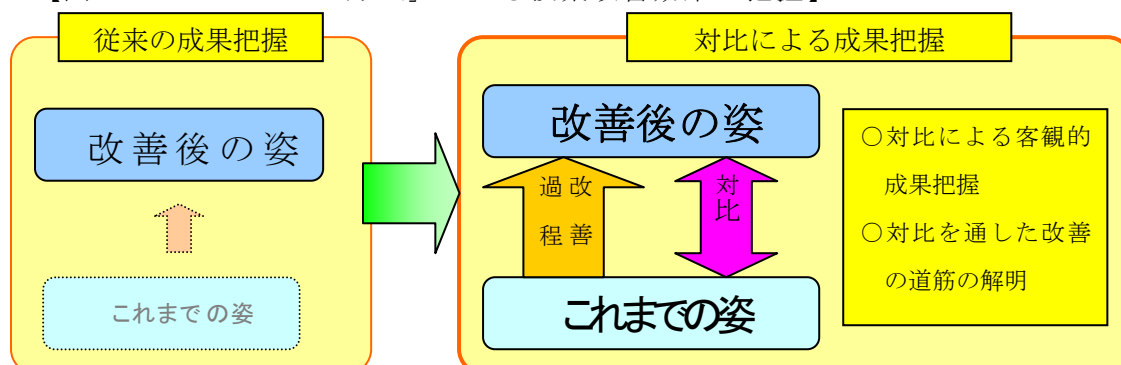 従来の成果把握
改善後の姿
これまでの姿
対比による成果把握
改善後の姿
改善
過程
対比
これまでの姿
○対比による客観的
成果把握
○対比を通した改善
の道筋の解明